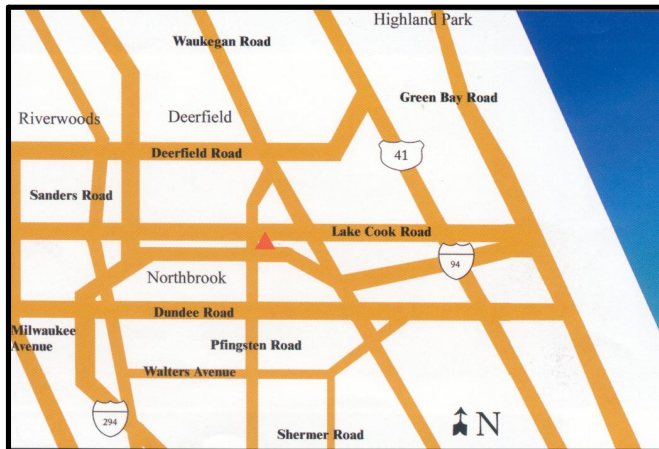 Highland Park
Waukegan Road
Green Bay Road
Riverwoods
Deerfield
Deerfield Road
41
Sanders Road
Lake Cook Road
94
Northbrook
Dundee Road
Milwaukee
Avenue
Pfingsten Road
Walters Avenue
294
Shermer Road
N